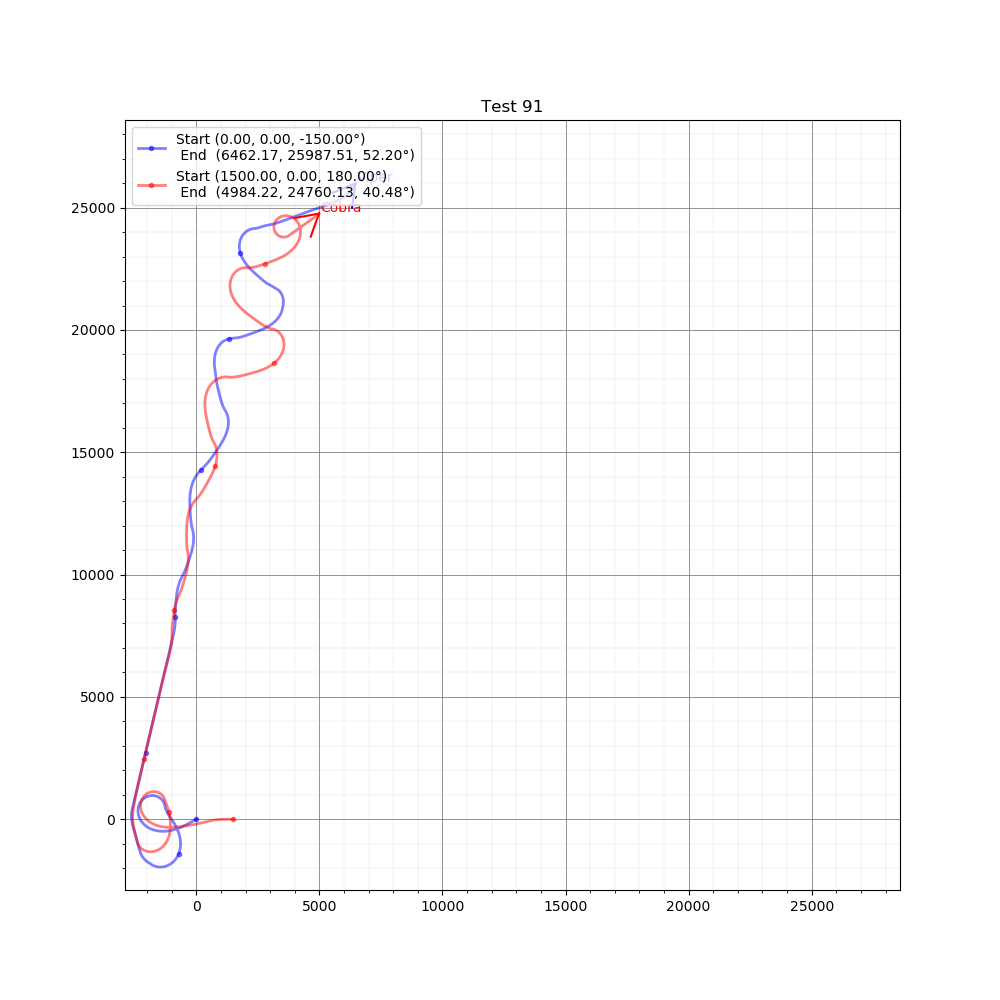 Test 91
Start (0.00, 0.00, -150.00°)
End (6462.17, 25987.51, 52.20°)
Start (1500.00, 0.00, 180.00°)
End (4984.22, 24760.13, 40.48°)
Cobra
25000
20000
15000
10000
5000
0
0 5000 10000 15000 20000 25000